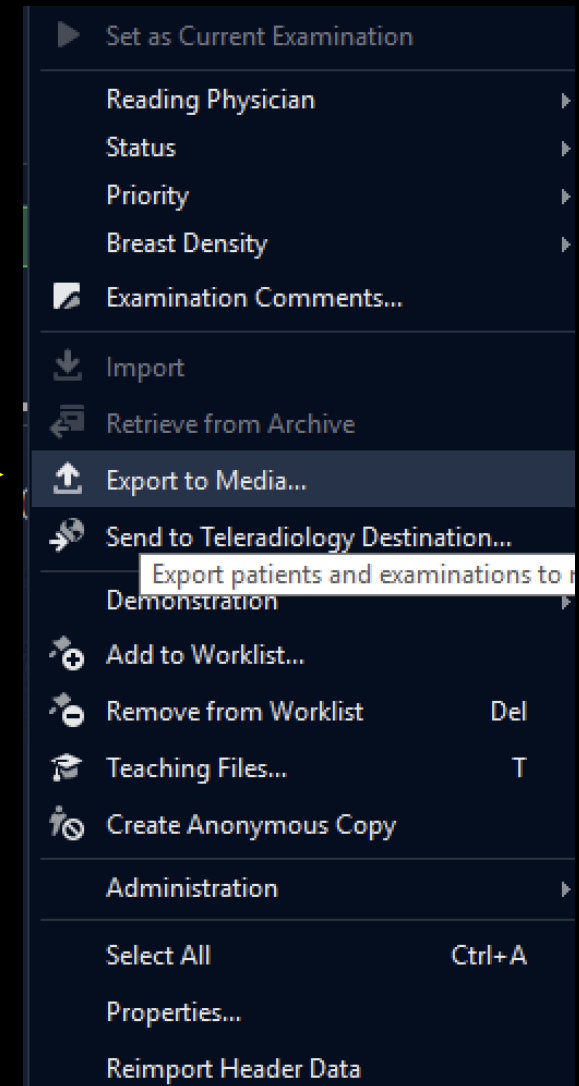 Set as Current Examination
Reading Physician
Status
Priority
Breast Density
Examination Comments...
Import
Retrieve from Archive
Export to Media...
Send to Teleradiology Destination...
Export patients and examinations to
Demonstration
Add to Worklist...
Remove from Worklist Del
Teaching Files... T
Create Anonymous Copy
Administration
Select All Ctrl+A
Properties...
Reimport Header Data